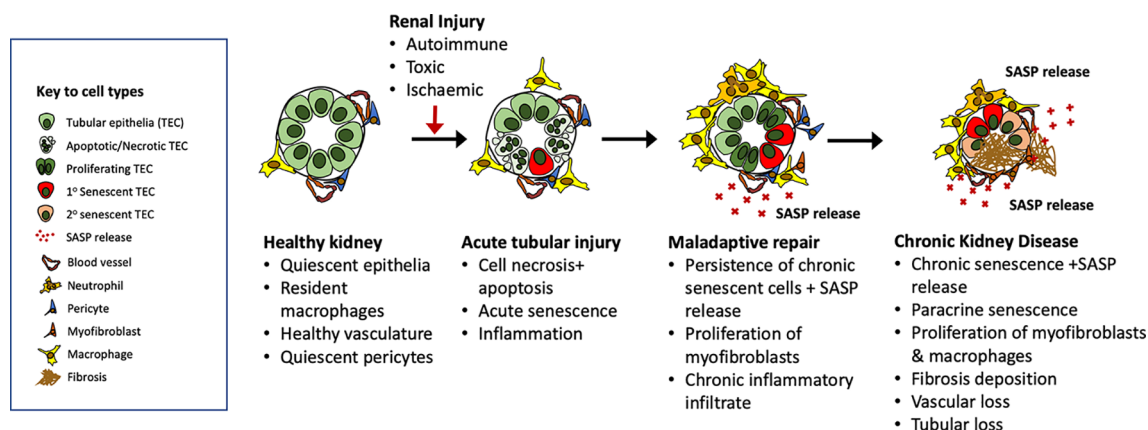 Key to cell types
Tubular epithelia (TEC)
Apoptotic/Necrotic TEC
Proliferating TEC
1º Senescent TEC
2º senescent TEC
SASP release
Blood vessel
Neutrophil
Pericyte
Myofibroblast
Macrophage
Fibrosis
Renal Injury
• Autoimmune
• Toxic
• Ischaemic
SASP release
SASP release
SASP release
Healthy kidney
• Quiescent epithelia
• Resident
macrophages
• Healthy vasculature
• Quiescent pericytes
Acute tubular injury
• Cell necrosis+
apoptosis
• Acute senescence
• Inflammation
Maladaptive repair
• Persistence of chronic
senescent cells + SASP
release
• Proliferation of
myofibroblasts
• Chronic inflammatory
infiltrate
Chronic Kidney Disease
• Chronic senescence +SASP
release
• Paracrine senescence
• Proliferation of myofibroblasts
& macrophages
• Fibrosis deposition
• Vascular loss
• Tubular loss